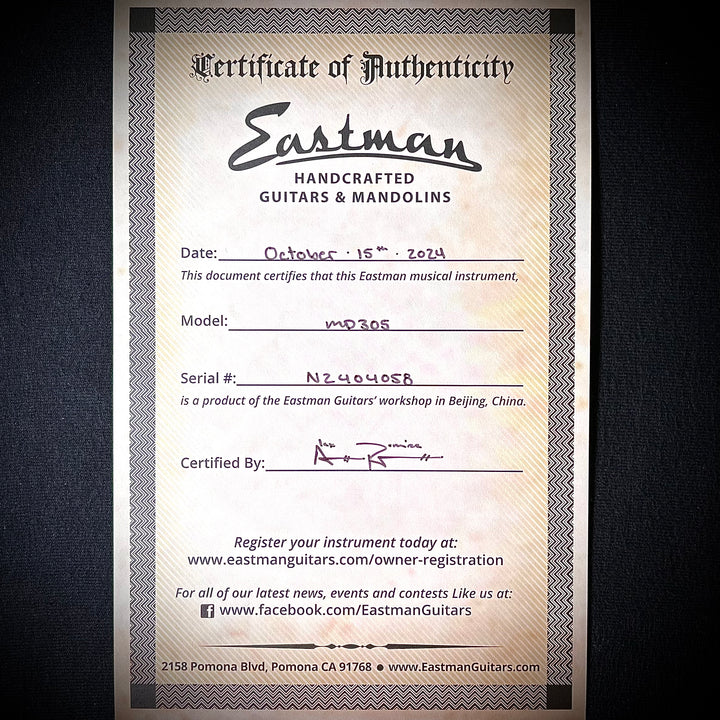 Certificate of Authenticity
Eastman
HANDCRAFTED
GUITARS & MANDOLINS
Date: October · 15th · 2024
This document certifies that this Eastman musical instrument,
Model: MD305
Serial #: N2404058
is a product of the Eastman Guitars' workshop in Beijing, China.
Certified By:
Register your instrument today at:
www.eastmanguitars.com/owner-registration
For all of our latest news, events and contests Like us at:
www.facebook.com/EastmanGuitars
2158 Pomona Blvd, Pomona CA 91768 ● www.EastmanGuitars.com